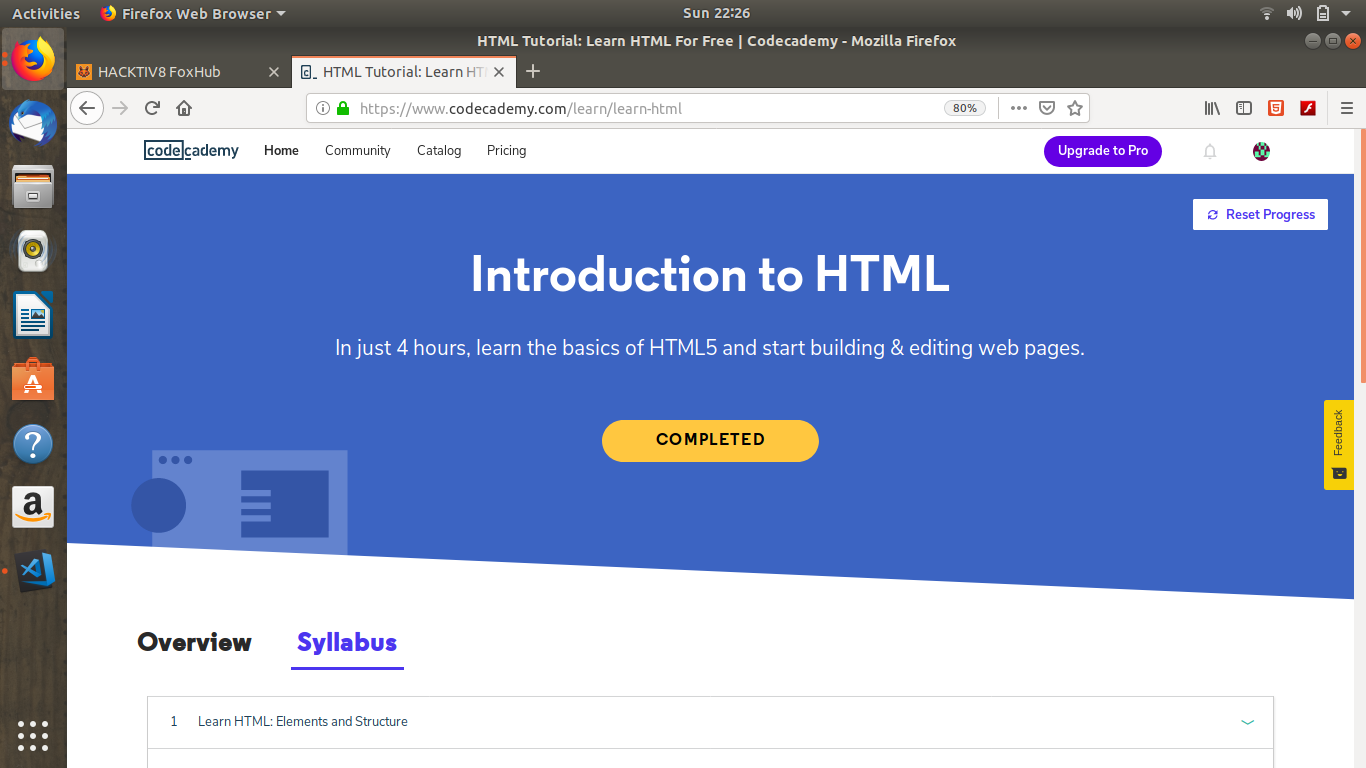 Activities
Firefox Web Browser
Sun 22:26
HTML Tutorial: Learn HTML For Free | Codecademy - Mozilla Firefox
HACKTIV8 FoxHub
HTML Tutorial: Learn HT
https://www.codecademy.com/learn/learn-html
80%
codecademy
Home
Community
Catalog
Pricing
Upgrade to Pro
Reset Progress
Introduction to HTML
In just 4 hours, learn the basics of HTML5 and start building & editing web pages.
COMPLETED
Feedback
Overview
Syllabus
1 Learn HTML: Elements and Structure